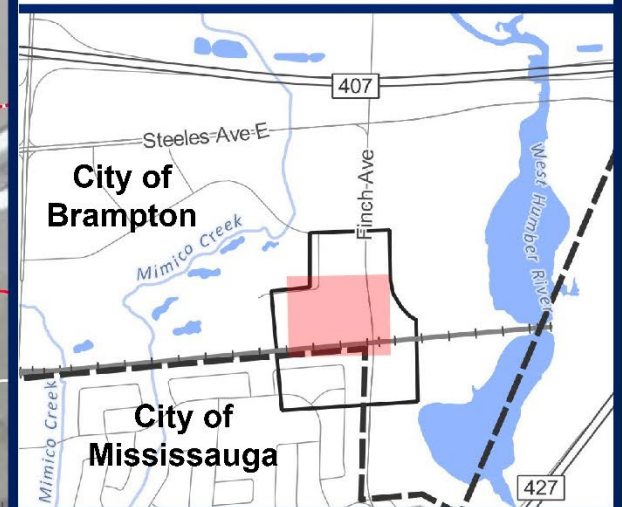 407
Steeles Ave E
Finch Ave
City of
Brampton
West Humber River
Mimico Creek
City of
Mississauga
Mimico Creek
427